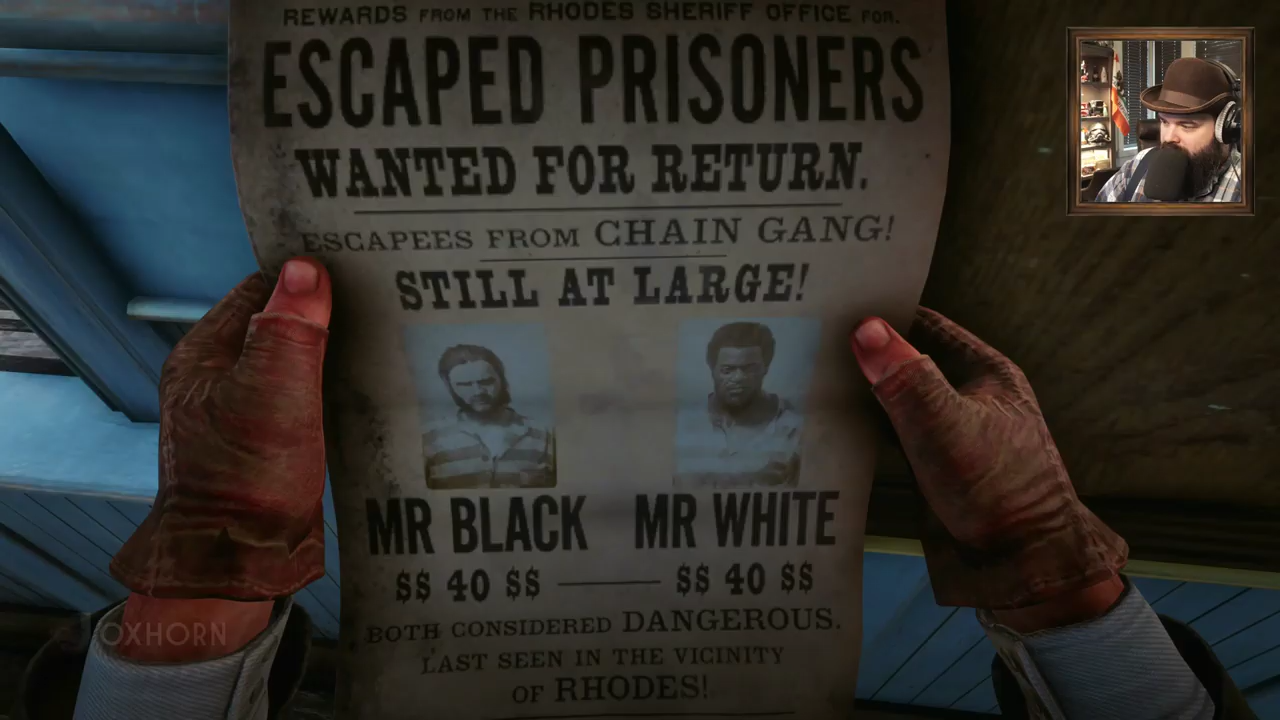 REWARDS FROM THE RHODES SHERIFF OFFICE FOR.
ESCAPED PRISONERS
WANTED FOR RETURN.
ESCAPEES FROM CHAIN GANG!
STILL AT LARGE!
MR BLACK MR WHITE
$$ 40 $$ — $$ 40 $$
BOTH CONSIDERED DANGEROUS.
LAST SEEN IN THE VICINITY
OF RHODES!
OXHORN